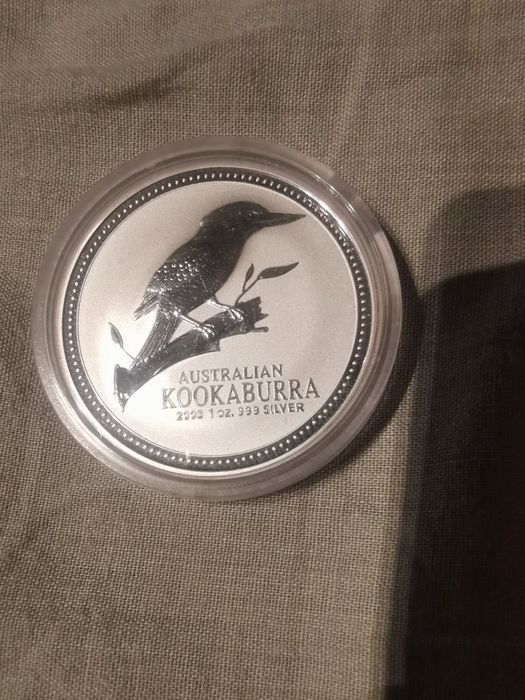 AUSTRALIAN
KOOKABURRA
2003 1 OZ. 999 SILVER